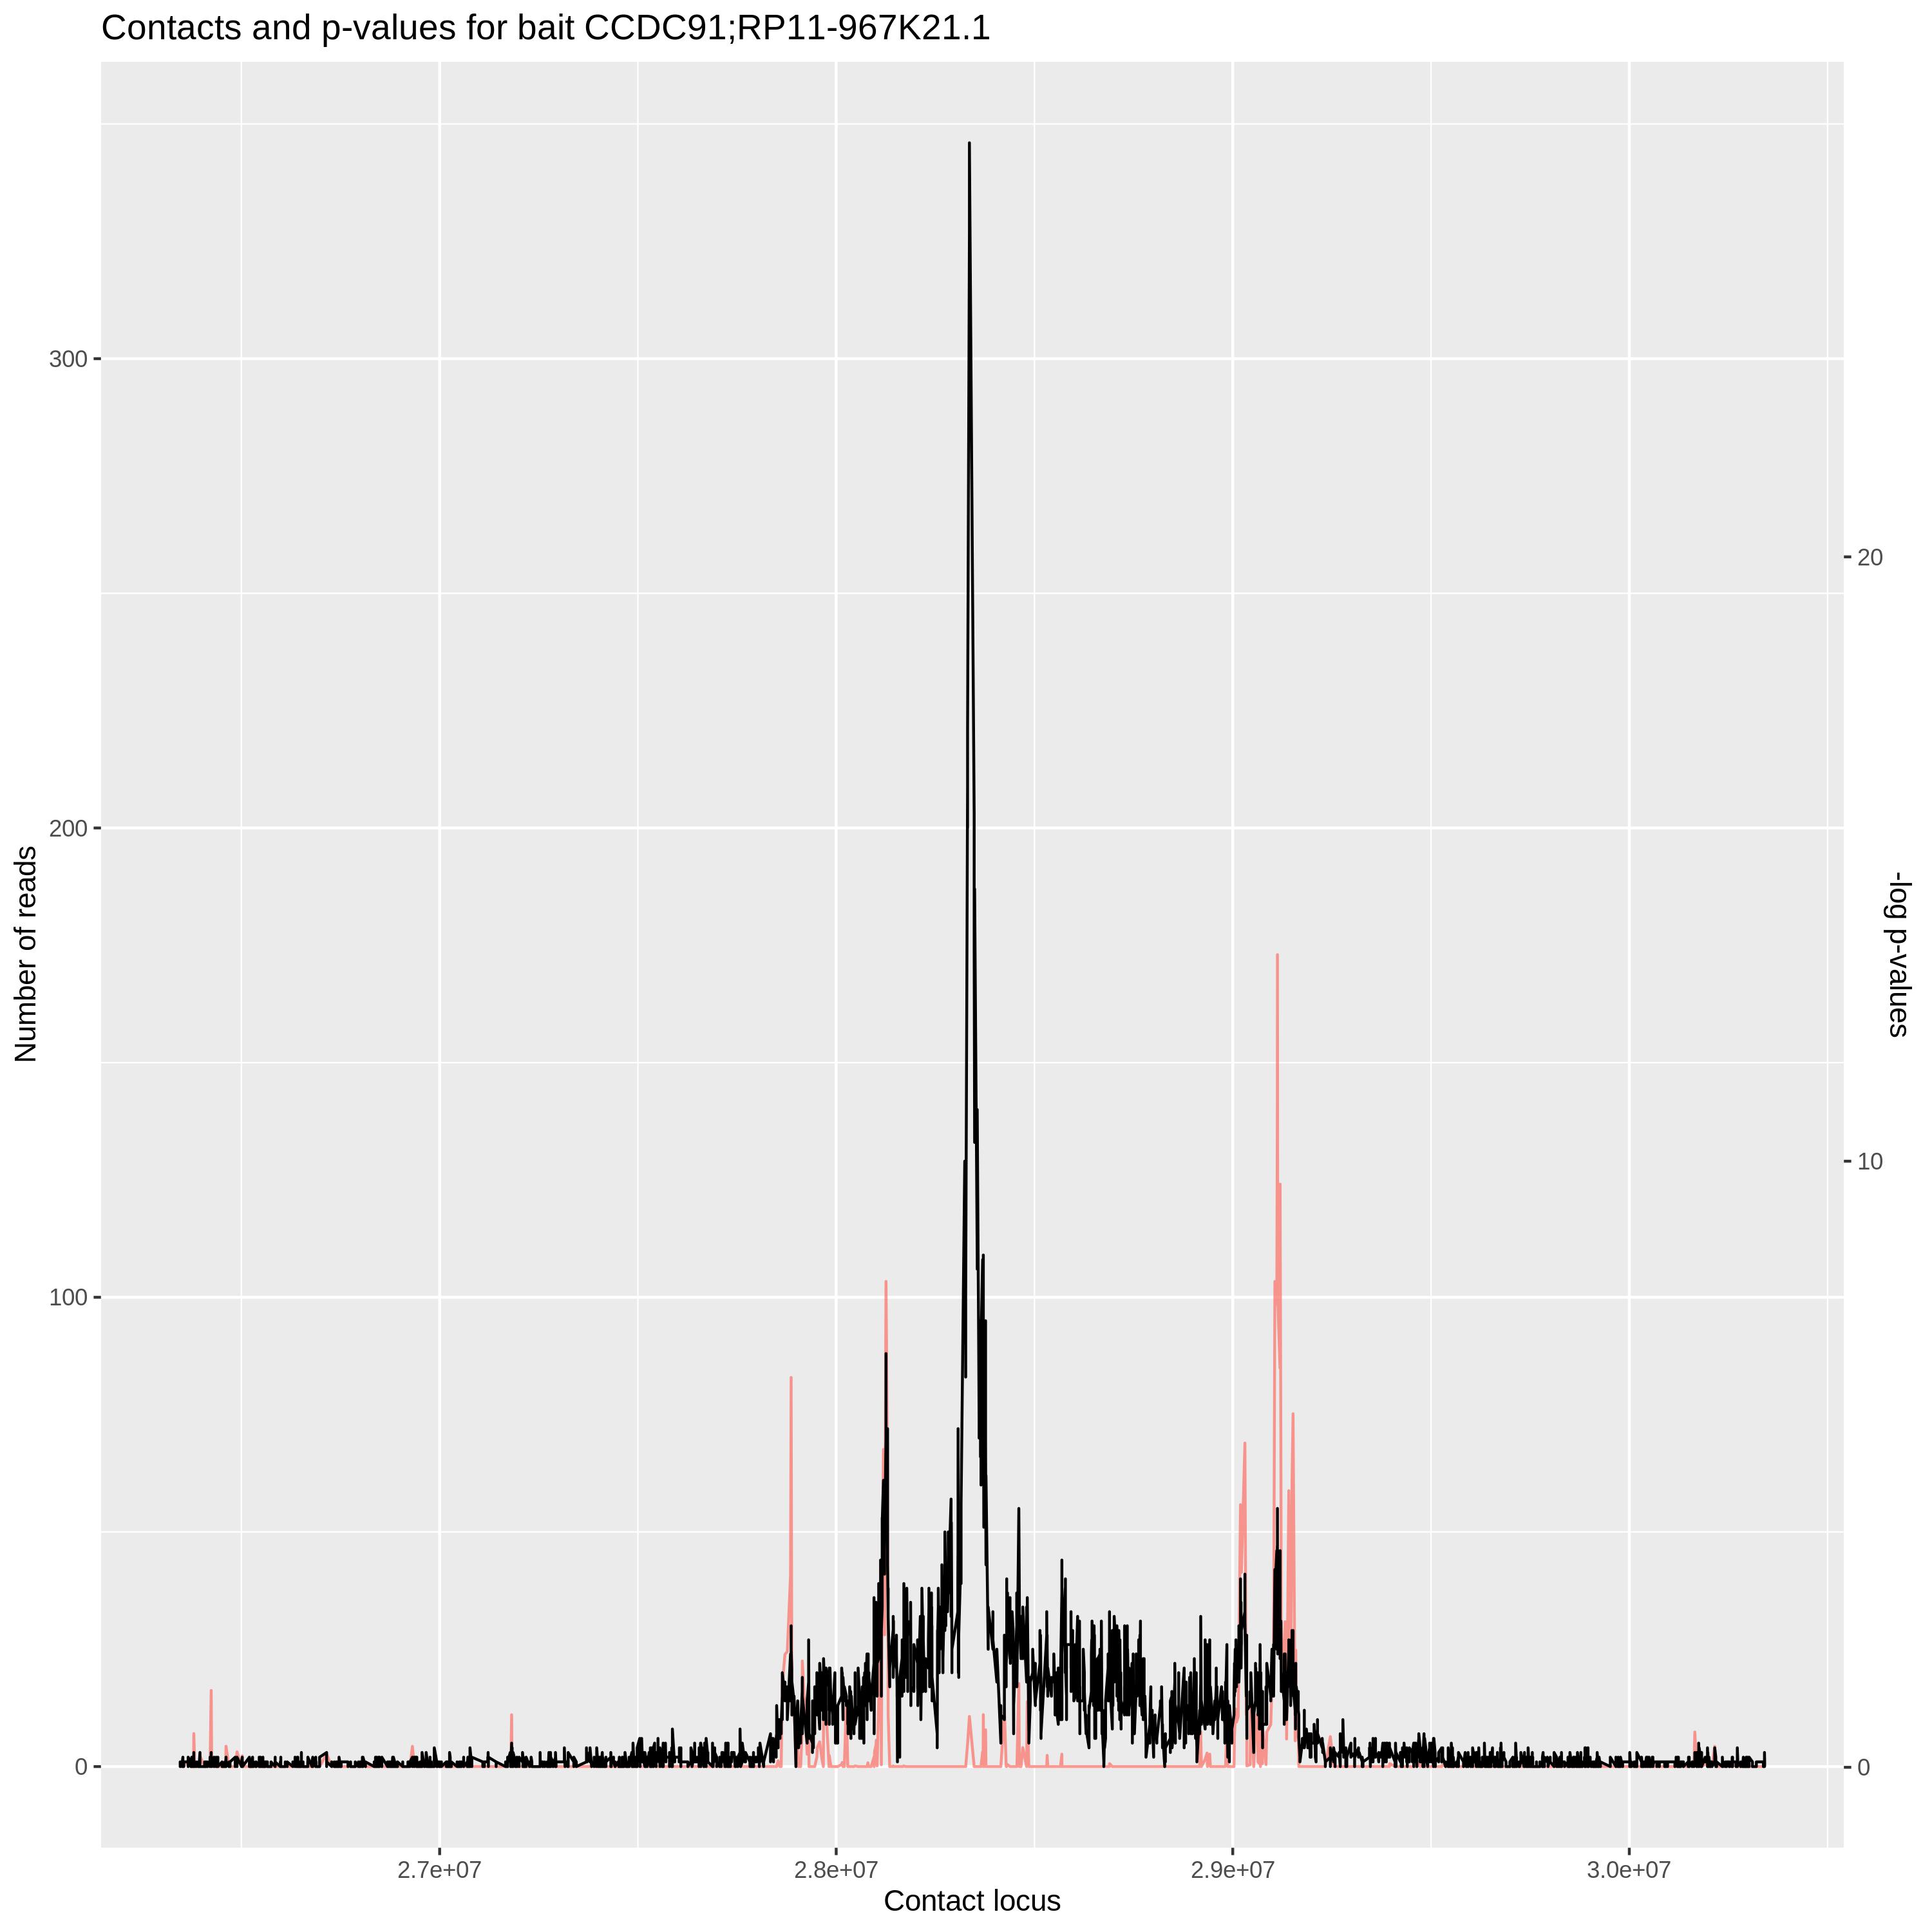 Contacts and p-values for bait CCDC91;RP11-967K21.1
300
200
100
0
Number of reads
20
10
0
-log p-values
2.7e+07
2.8e+07
2.9e+07
3.0e+07
Contact locus